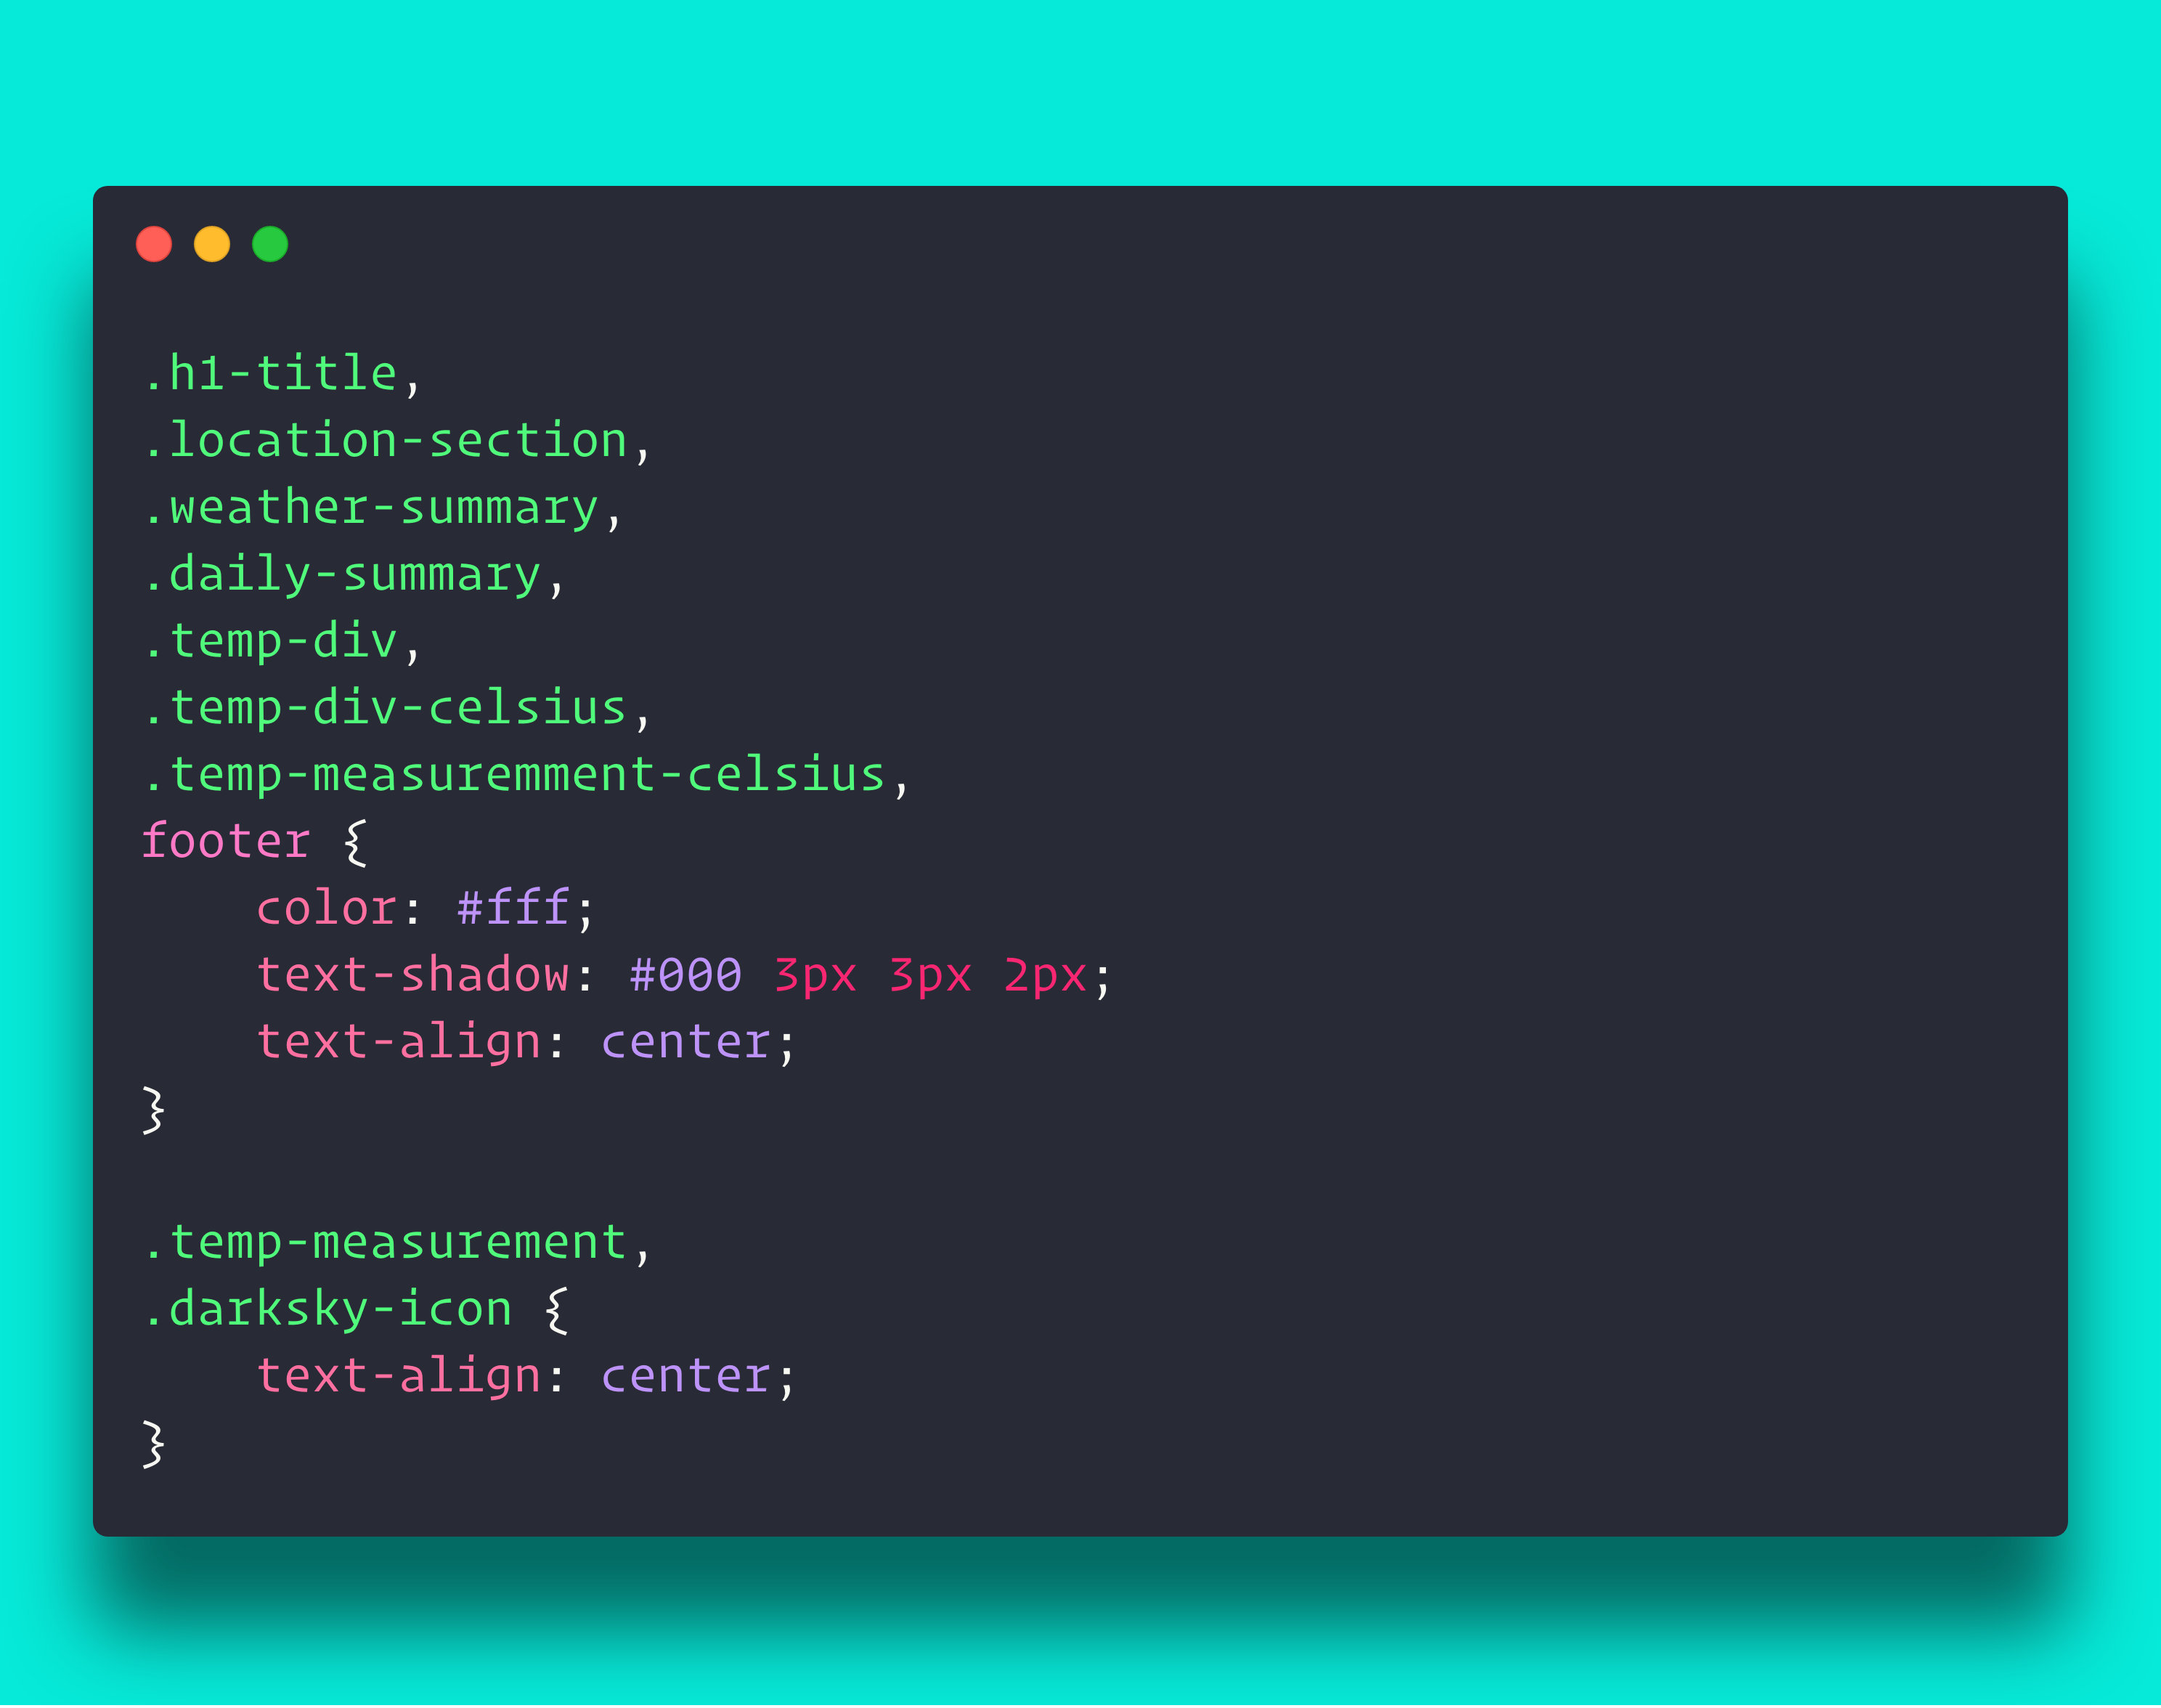 .h1-title,
.location-section,
.weather-summary,
.daily-summary,
.temp-div,
.temp-div-celsius,
.temp-measuremment-celsius,
footer {
    color: #fff;
    text-shadow: #000 3px 3px 2px;
    text-align: center;
}

.temp-measurement,
.darksky-icon {
    text-align: center;
}